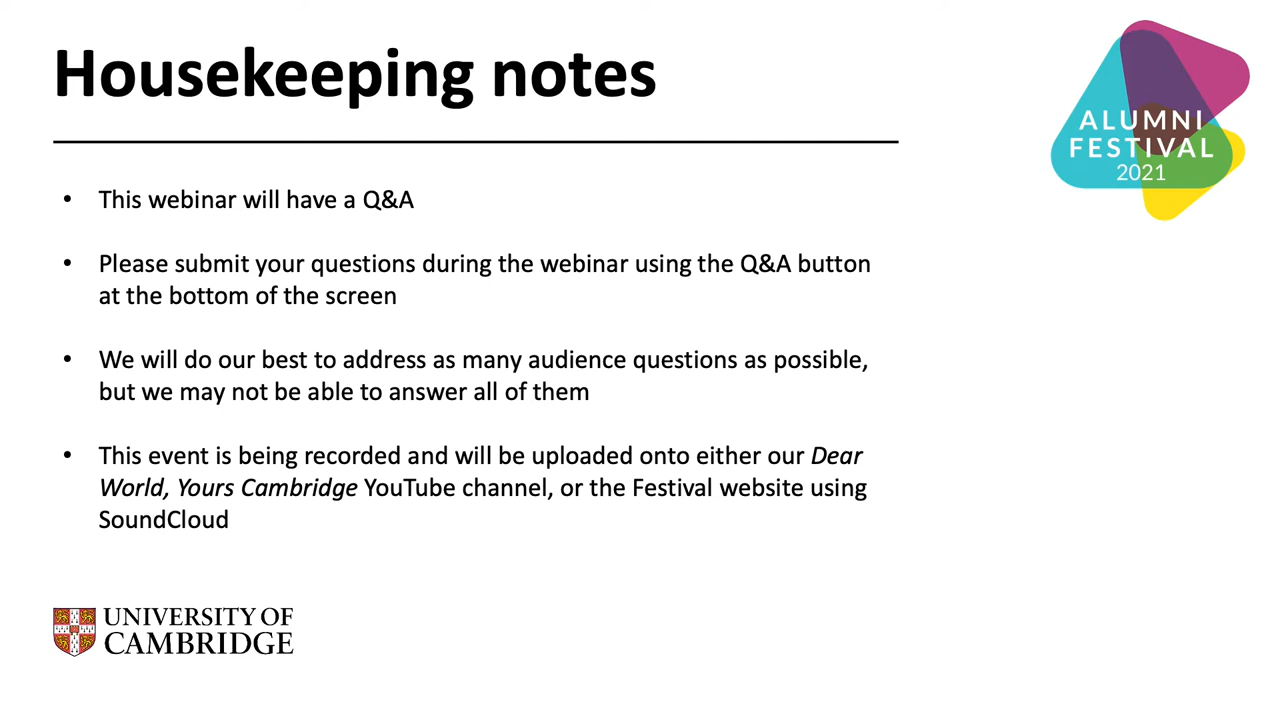 Housekeeping notes
ALUMNI
FESTIVAL
2021
• This webinar will have a Q&A
• Please submit your questions during the webinar using the Q&A button
at the bottom of the screen
• We will do our best to address as many audience questions as possible,
but we may not be able to answer all of them
• This event is being recorded and will be uploaded onto either our Dear
World, Yours Cambridge YouTube channel, or the Festival website using
SoundCloud
UNIVERSITY OF
CAMBRIDGE